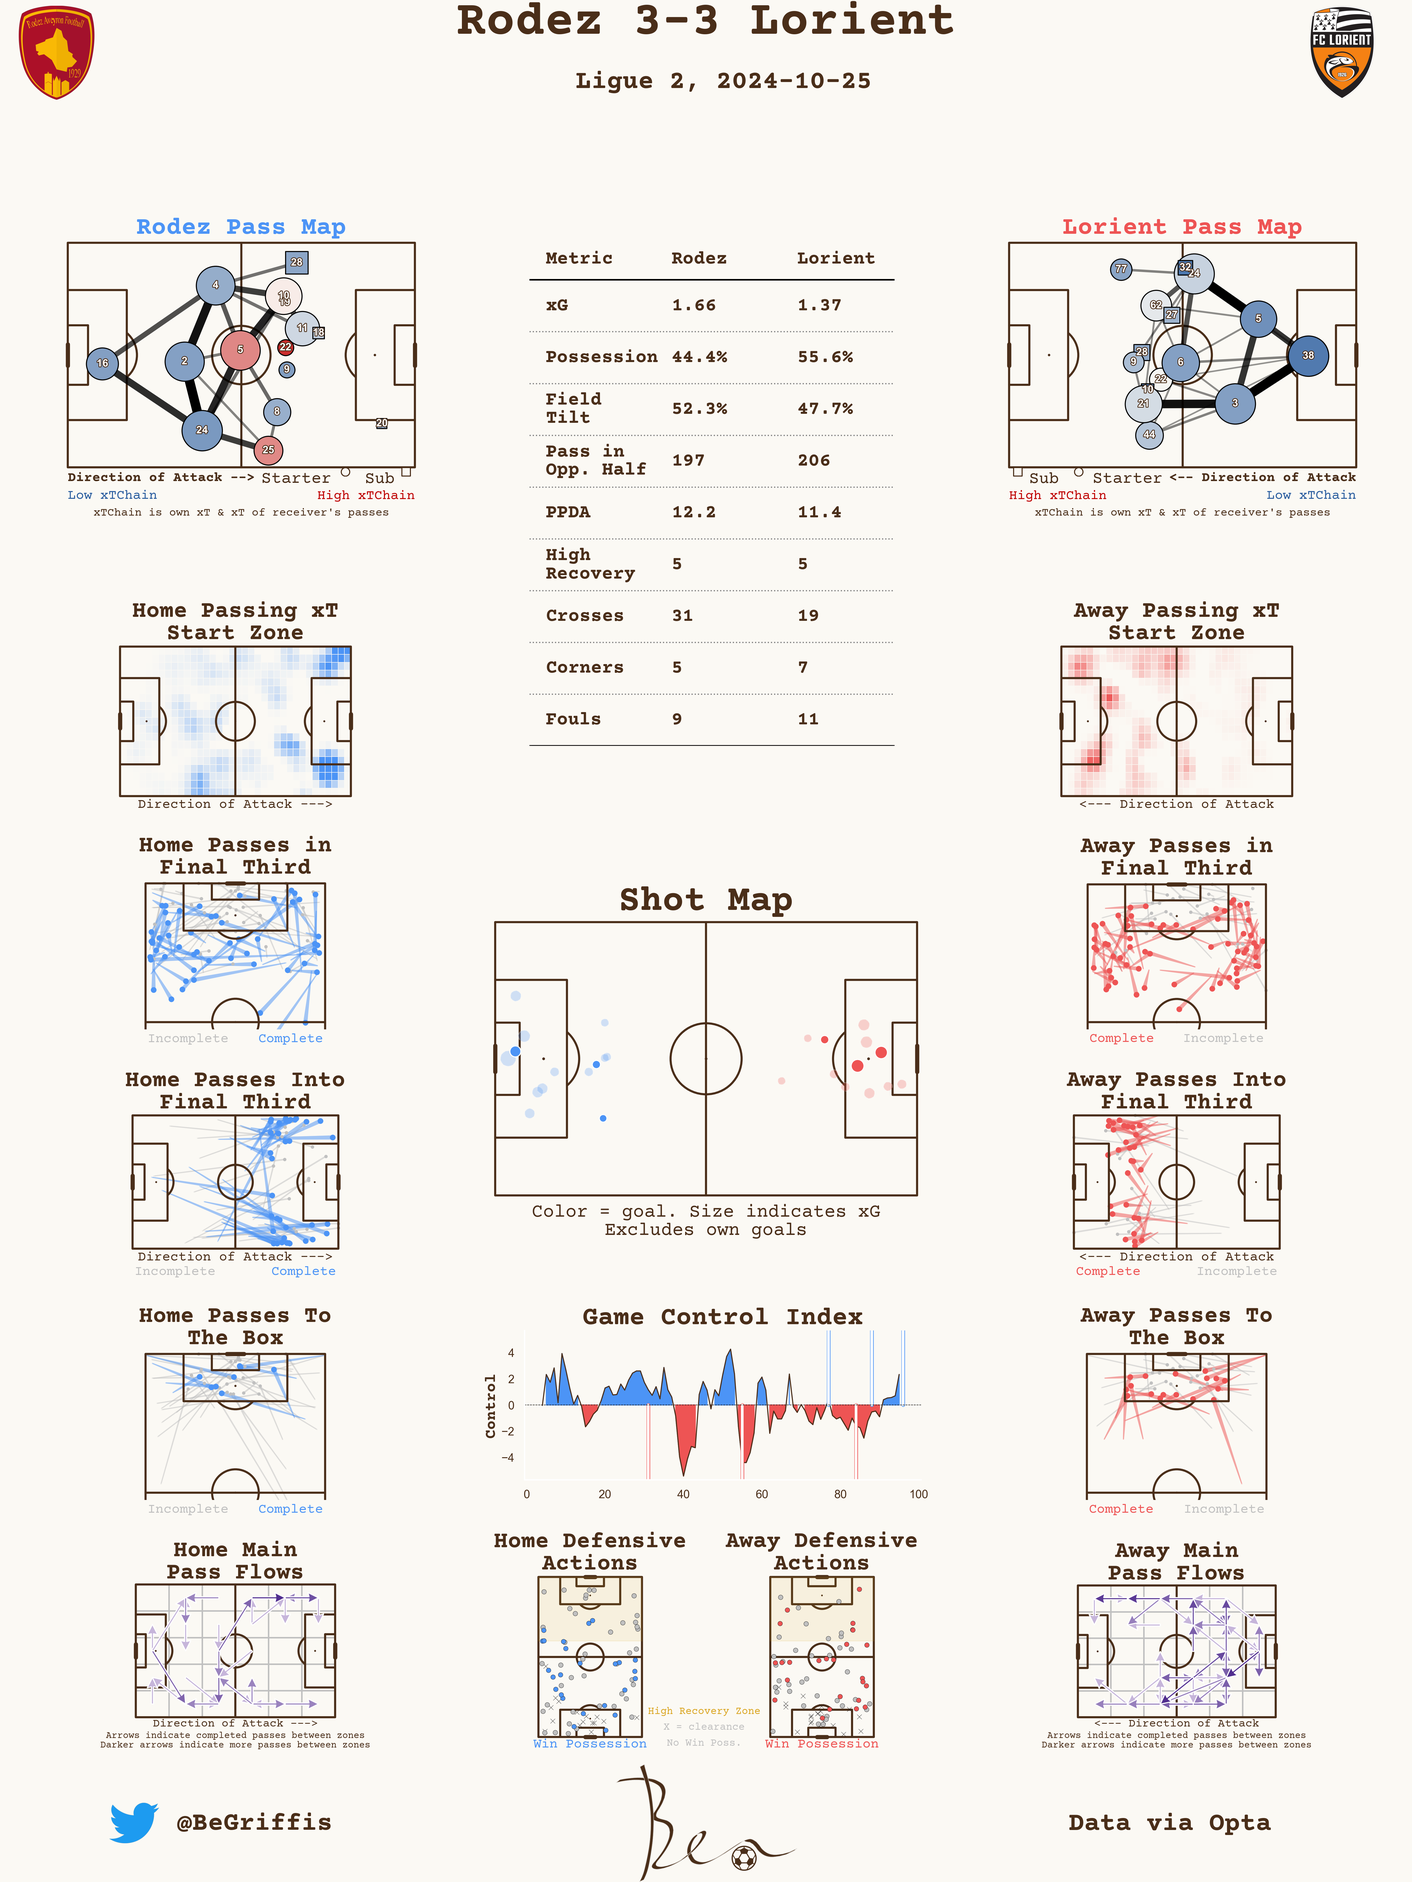 Rodez 3-3 Lorient
Ligue 2, 2024-10-25
Rodez Aveyron Football
1929
FC LORIENT
Rodez Pass Map
28
4
10
19
11
18
5
22
16
2
9
8
20
24
25
Direction of Attack --> Starter Sub
Low xTChain High xTChain
xTChain is own xT & xT of receiver's passes
Metric Rodez Lorient
xG 1.66 1.37
Possession 44.4% 55.6%
Field
Tilt 52.3% 47.7%
Pass in
Opp. Half 197 206
PPDA 12.2 11.4
High
Recovery 5 5
Crosses 31 19
Corners 5 7
Fouls 9 11
Lorient Pass Map
77
32
24
62
27
5
28
9
6
38
22
10
21
3
44
Sub Starter <-- Direction of Attack
High xTChain Low xTChain
xTChain is own xT & xT of receiver's passes
Home Passing xT
Start Zone
Direction of Attack --->
Away Passing xT
Start Zone
<--- Direction of Attack
Home Passes in
Final Third
Incomplete Complete
Away Passes in
Final Third
Complete Incomplete
Shot Map
Color = goal. Size indicates xG
Excludes own goals
Home Passes Into
Final Third
Direction of Attack --->
Incomplete Complete
Away Passes Into
Final Third
<--- Direction of Attack
Complete Incomplete
Home Passes To
The Box
Incomplete Complete
Game Control Index
Control
4
2
0
−2
−4
0 20 40 60 80 100
Away Passes To
The Box
Complete Incomplete
Home Main
Pass Flows
Direction of Attack --->
Arrows indicate completed passes between zones
Darker arrows indicate more passes between zones
Home Defensive
Actions
Win Possession
Away Defensive
Actions
Win Possession
High Recovery Zone
X = clearance
No Win Poss.
Away Main
Pass Flows
<--- Direction of Attack
Arrows indicate completed passes between zones
Darker arrows indicate more passes between zones
@BeGriffis
Ben
Data via Opta